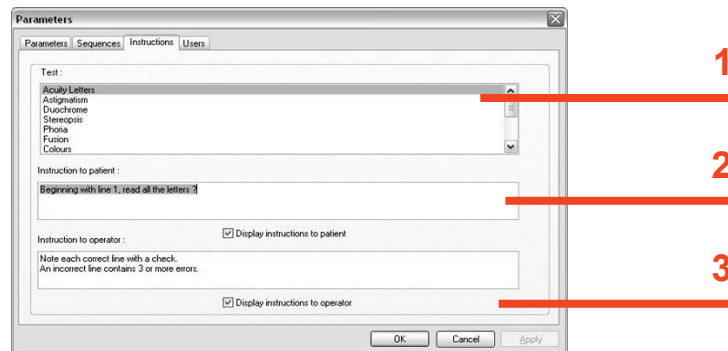 Parameters
Parameters Sequences Instructions Users
Test :
Acuity Letters
Astigmatism
Duochrome
Stereopsis
Phoria
Fusion
Colours
Instruction to patient :
Beginning with line 1, read all the letters ?
Display instructions to patient
Instruction to operator :
Note each correct line with a check.
An incorrect line contains 3 or more errors.
Display instructions to operator
OK Cancel Apply
1
2
3